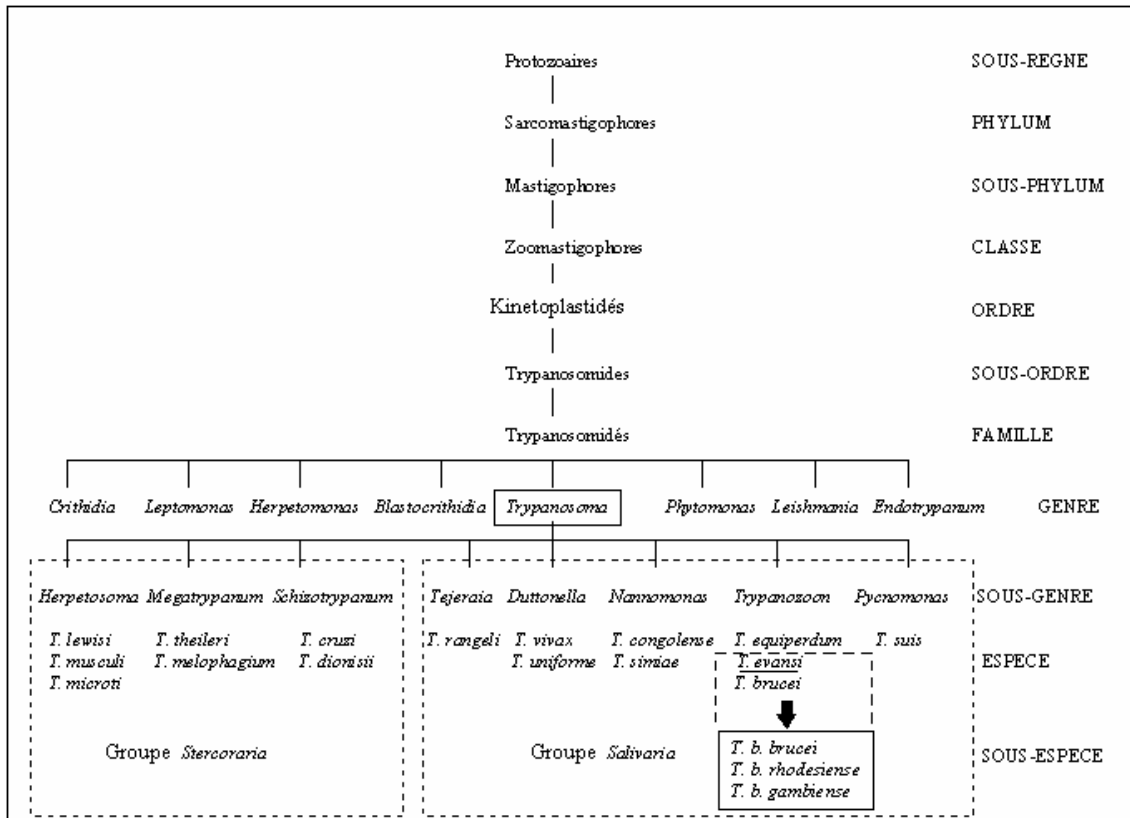 Protozoaires SOUS-REGNE
Sarcomastigophores PHYLUM
Mastigophores SOUS-PHYLUM
Zoomastigophores CLASSE
Kinetoplastidés ORDRE
Trypanosomides SOUS-ORDRE
Trypanosomidés FAMILLE
Crithidia Leptomonas Herpetomonas Blastocrithidia Trypanosoma Phytomonas Leishmania Endotrypanum GENRE
Herpetosoma Megatrypanum Schizotrypanum Tejeraia Duttonella Nannomonas Trypanozoon Pycnomonas SOUS-GENRE
T. lewisi T. theileri T. cruzi T. rangeli T. vivax T. congolense T. equiperdum T. suis
T. musculi T. melophagium T. dionisii T. uniforme T. simiae T. evansi ESPECE
T. microti T. brucei
Groupe Stercoraria Groupe Salivaria T. b. brucei SOUS-ESPECE
T. b. rhodesiense
T. b. gambiense